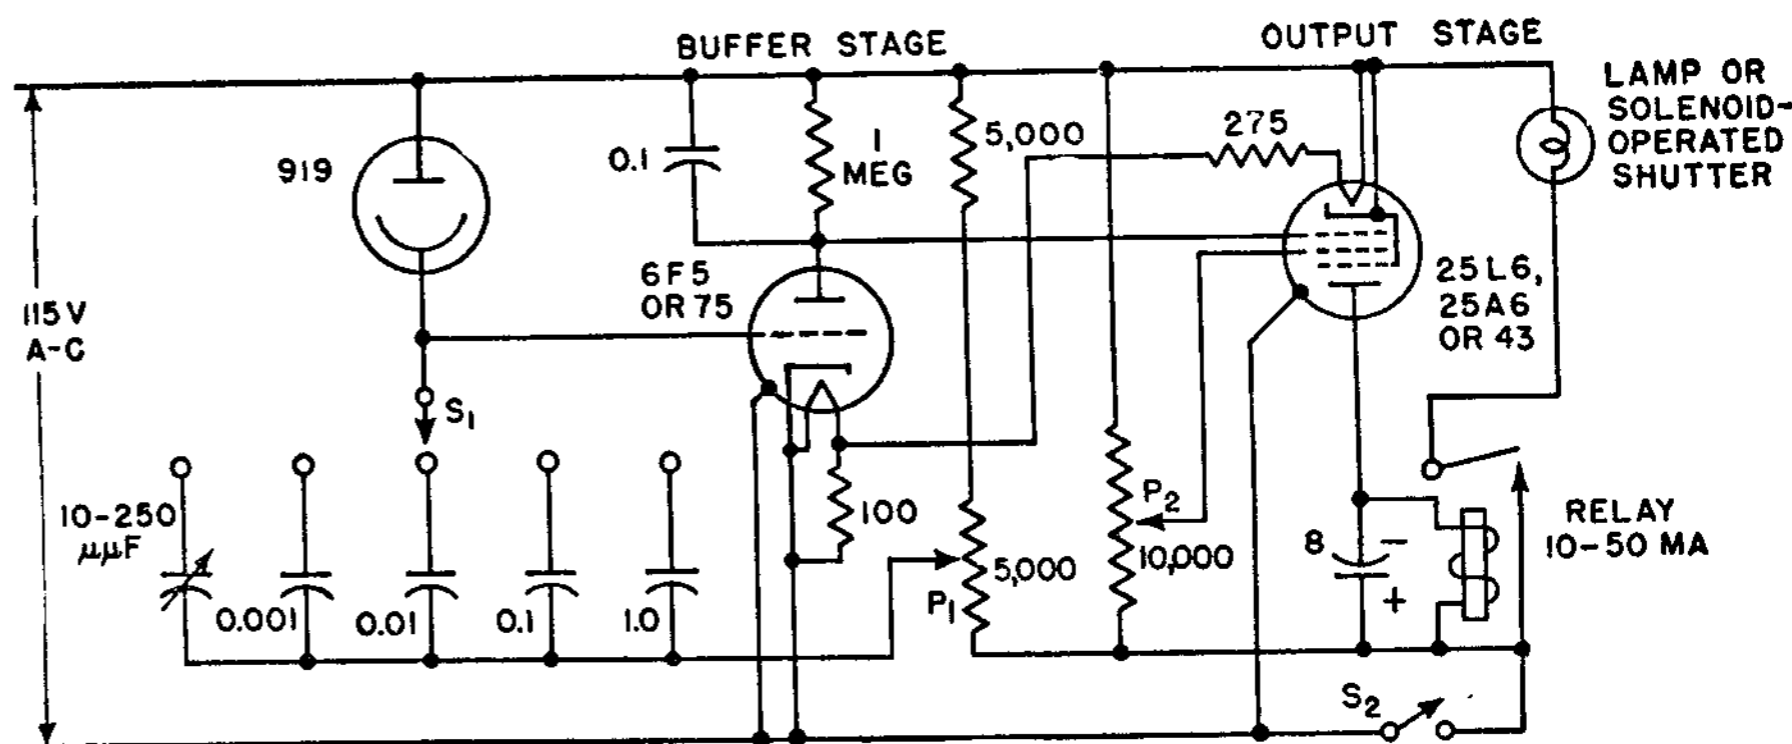 BUFFER STAGE
OUTPUT STAGE
LAMP OR
SOLENOID-
OPERATED
SHUTTER
919
0.1
1
MEG
5,000
275
6F5
OR 75
25L6,
25A6
OR 43
115V
A-C
S1
10-250
μμF
0.001
0.01
0.1
1.0
100
P1
5,000
P2
10,000
8
-
+
RELAY
10-50 MA
S2